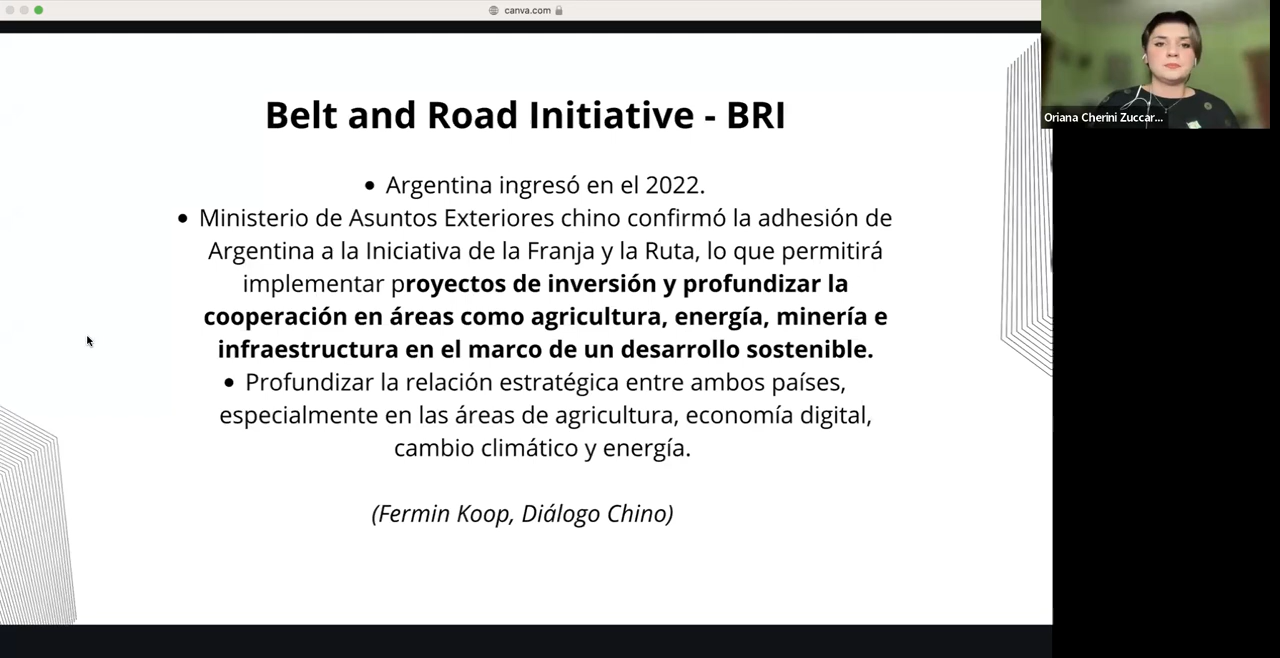 canva.com
Belt and Road Initiative - BRI
• Argentina ingresó en el 2022.
• Ministerio de Asuntos Exteriores chino confirmó la adhesión de
Argentina a la Iniciativa de la Franja y la Ruta, lo que permitirá
implementar proyectos de inversión y profundizar la
cooperación en áreas como agricultura, energía, minería e
infraestructura en el marco de un desarrollo sostenible.
• Profundizar la relación estratégica entre ambos países,
especialmente en las áreas de agricultura, economía digital,
cambio climático y energía.
(Fermin Koop, Diálogo Chino)
Oriana Cherini Zuccar...